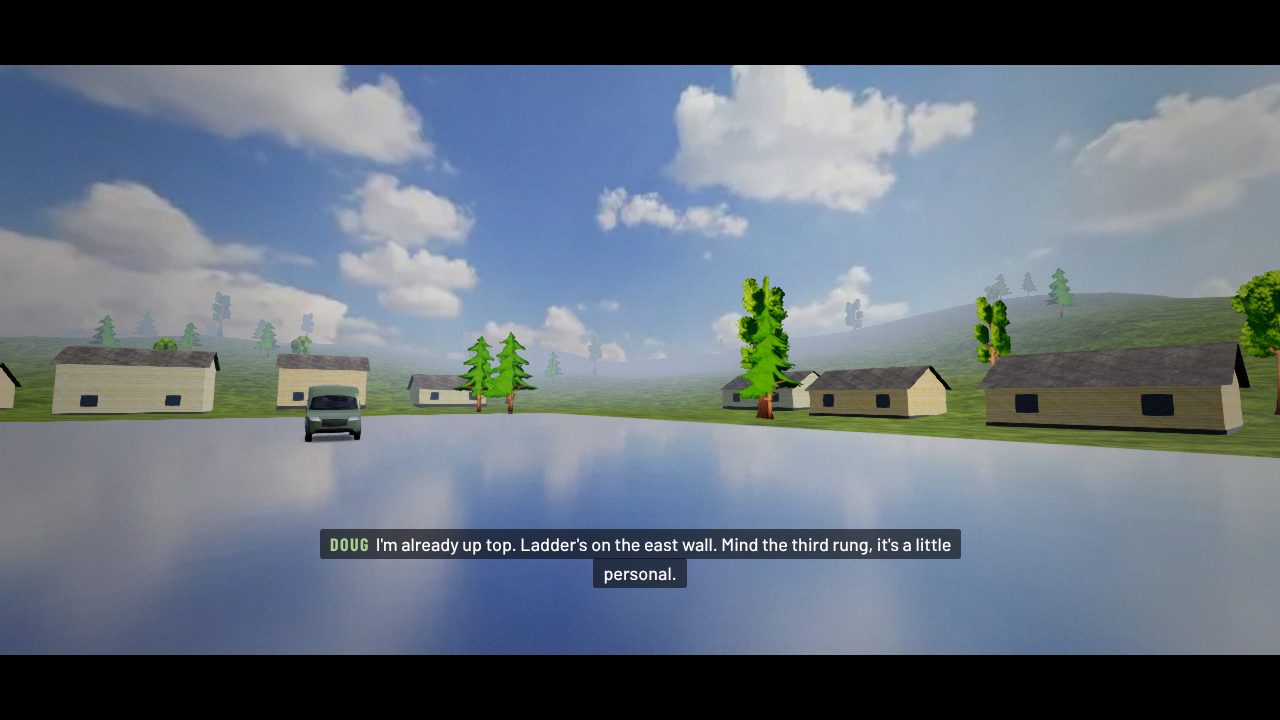 DOUG I'm already up top. Ladder's on the east wall. Mind the third rung, it's a little
personal.